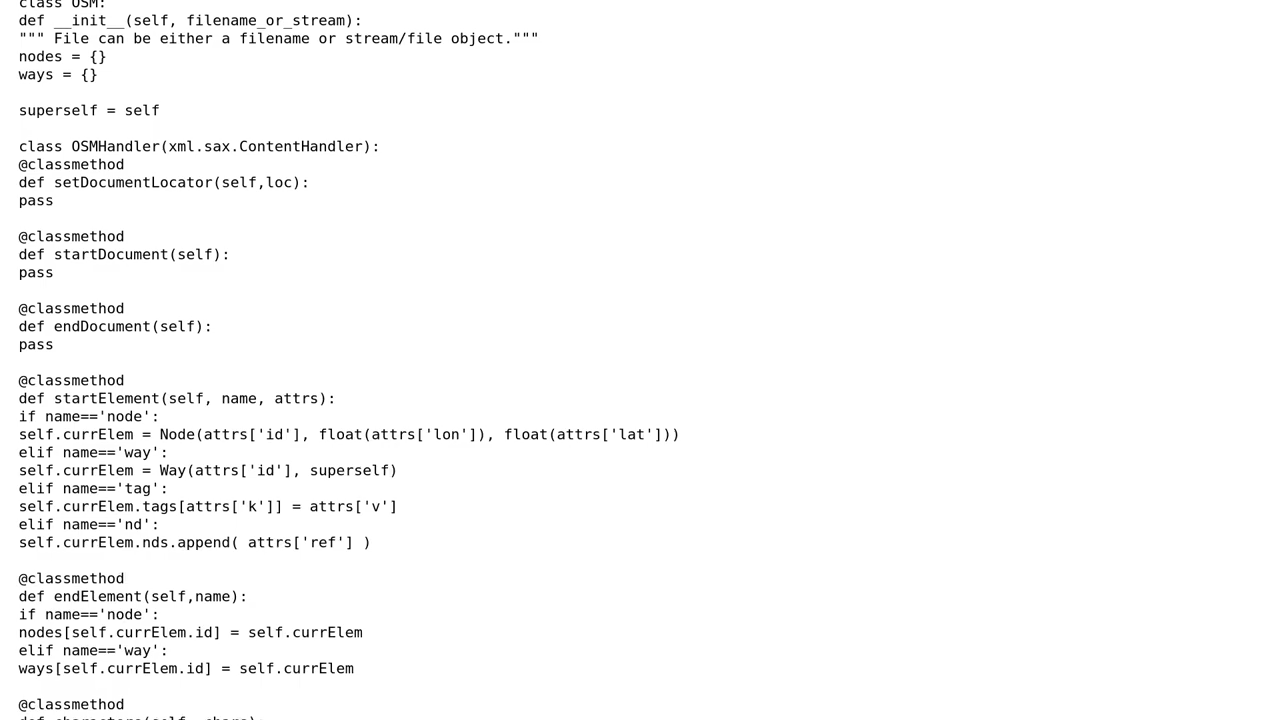 class OSM:
def __init__(self, filename_or_stream):
""" File can be either a filename or stream/file object."""
nodes = {}
ways = {}

superself = self

class OSMHandler(xml.sax.ContentHandler):
@classmethod
def setDocumentLocator(self,loc):
pass

@classmethod
def startDocument(self):
pass

@classmethod
def endDocument(self):
pass

@classmethod
def startElement(self, name, attrs):
if name=='node':
self.currElem = Node(attrs['id'], float(attrs['lon']), float(attrs['lat']))
elif name=='way':
self.currElem = Way(attrs['id'], superself)
elif name=='tag':
self.currElem.tags[attrs['k']] = attrs['v']
elif name=='nd':
self.currElem.nds.append( attrs['ref'] )

@classmethod
def endElement(self,name):
if name=='node':
nodes[self.currElem.id] = self.currElem
elif name=='way':
ways[self.currElem.id] = self.currElem

@classmethod
def characters(self, chars):